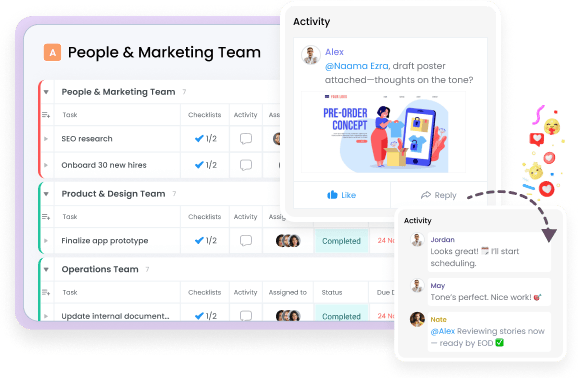 A People & Marketing Team
People & Marketing Team 7
Task Checklists Activity
SEO research 1/2
Onboard 30 new hires 1/2
Product & Design Team 7
Task Checklists Activity
Finalize app prototype 1/2 Completed 24
Operations Team 7
Task Checklists Activity Assigned to Status Due
Update internal document... 1/2 Completed 24
Activity
Alex
@Naama Ezra, draft poster
attached—thoughts on the tone?
PRE-ORDER
CONCEPT
Like Reply
Activity
Jordan
Looks great! 🗓️ I'll start
scheduling.
May
Tone's perfect. Nice work! 🎯
Nate
@Alex Reviewing stories now
— ready by EOD ✅